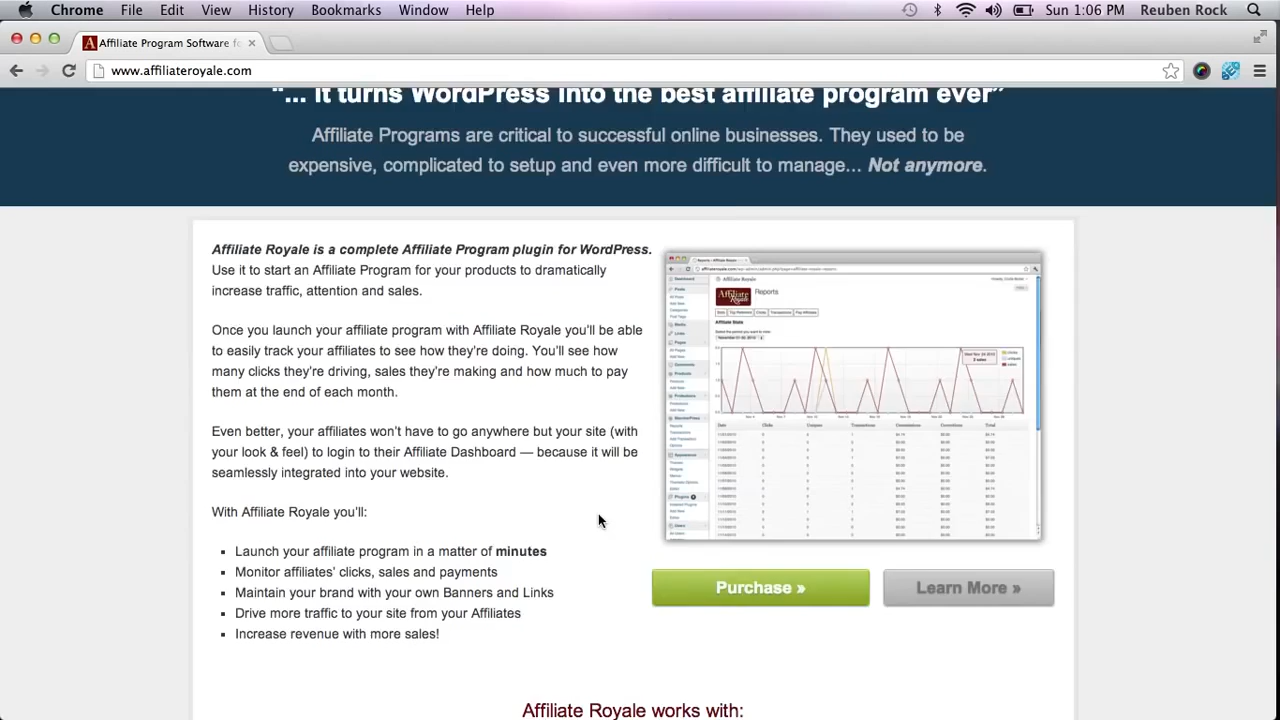 Chrome File Edit View History Bookmarks Window Help Sun 1:06 PM Reuben Rock
Affiliate Program Software fo
www.affiliateroyale.com
"... it turns WordPress into the best affiliate program ever"
Affiliate Programs are critical to successful online businesses. They used to be
expensive, complicated to setup and even more difficult to manage... Not anymore.
Affiliate Royale is a complete Affiliate Program plugin for WordPress.
Use it to start an Affiliate Program for your products to dramatically
increase traffic, attention and sales.
Once you launch your affiliate program with Affiliate Royale you'll be able
to easily track your affiliates to see how they're doing. You'll see how
many clicks they're driving, sales they're making and how much to pay
them at the end of each month.
Even better, your affiliates won't have to go anywhere but your site (with
your look & feel) to login to their Affiliate Dashboard — because it will be
seamlessly integrated into your website.
With Affiliate Royale you'll:
Launch your affiliate program in a matter of minutes
Monitor affiliates' clicks, sales and payments
Maintain your brand with your own Banners and Links
Drive more traffic to your site from your Affiliates
Increase revenue with more sales!
Affiliate Royale
Reports
Affiliate Stats
Date Clicks Uniques Transactions Commissions Corrections Total
Purchase »
Learn More »
Affiliate Royale works with: